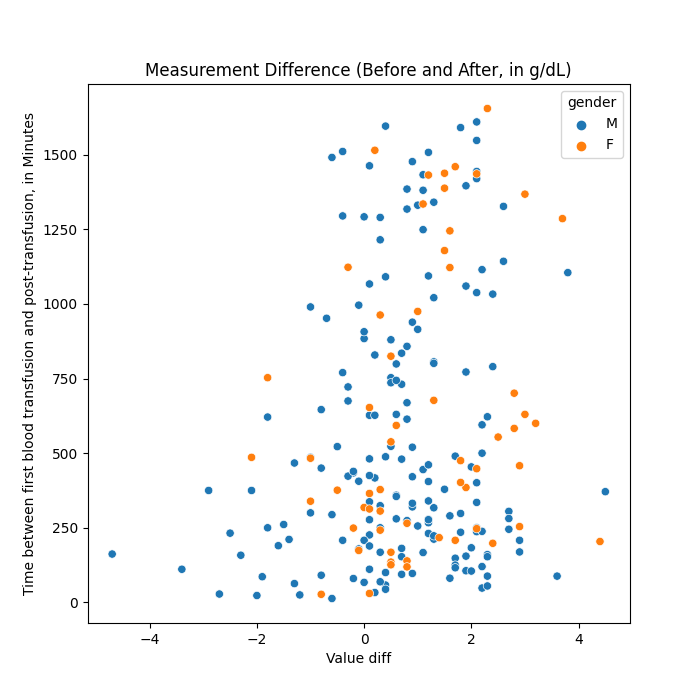 Measurement Difference (Before and After, in g/dL)
gender
M
F
Time between first blood transfusion and post-transfusion, in Minutes
1500
1250
1000
750
500
250
0
−4
−2
0
2
4
Value diff